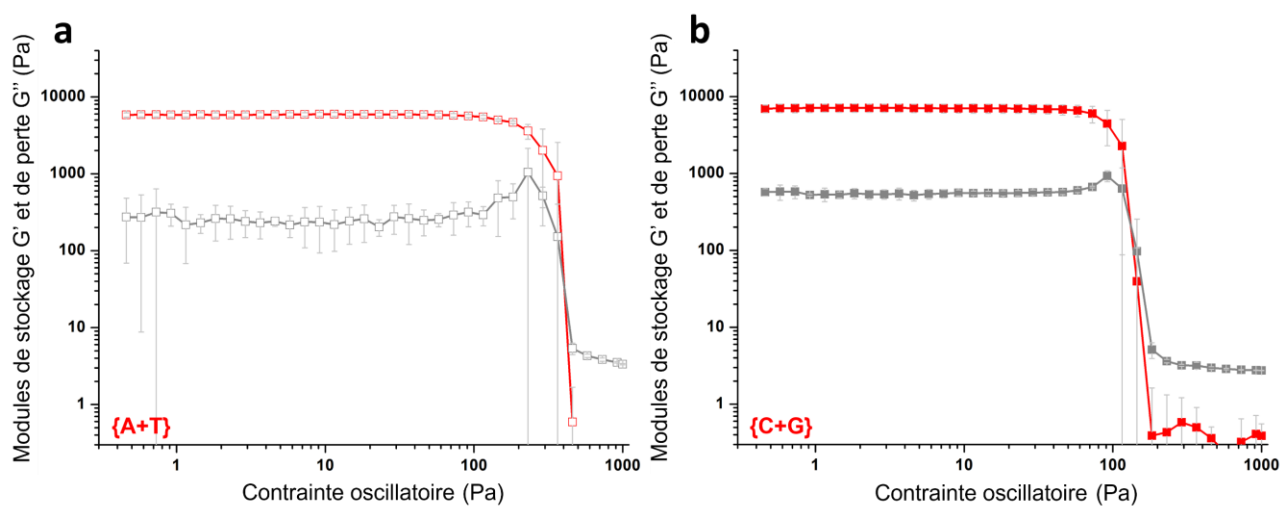 a
Modules de stockage G' et de perte G'' (Pa)
10000
1000
100
10
1
{A+T}
1
10
100
1000
Contrainte oscillatoire (Pa)
b
Modules de stockage G' et de perte G'' (Pa)
10000
1000
100
10
1
{C+G}
1
10
100
1000
Contrainte oscillatoire (Pa)